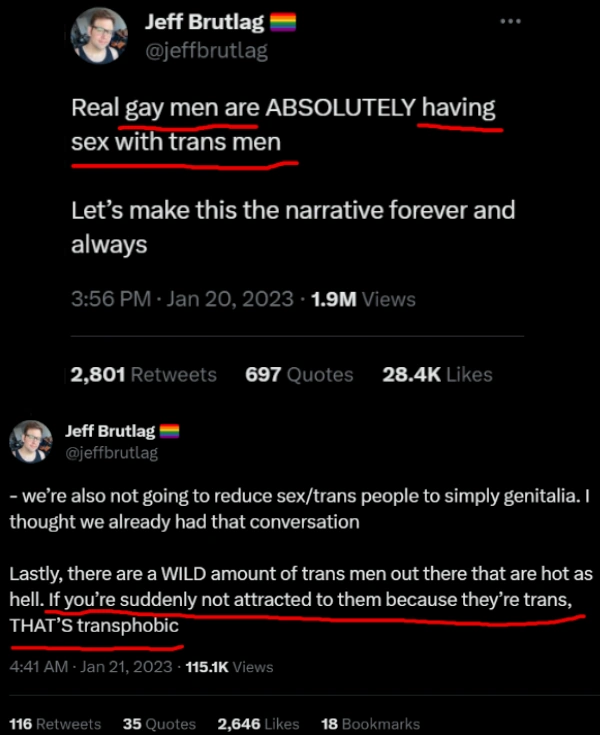 Jeff Brutlag 🏳️‍🌈
@jeffbrutlag
Real gay men are ABSOLUTELY having
sex with trans men
Let's make this the narrative forever and
always
3:56 PM · Jan 20, 2023 · 1.9M Views
2,801 Retweets 697 Quotes 28.4K Likes
Jeff Brutlag 🏳️‍🌈
@jeffbrutlag
- we're also not going to reduce sex/trans people to simply genitalia. I
thought we already had that conversation
Lastly, there are a WILD amount of trans men out there that are hot as
hell. If you're suddenly not attracted to them because they're trans,
THAT'S transphobic
4:41 AM · Jan 21, 2023 · 115.1K Views
116 Retweets 35 Quotes 2,646 Likes 18 Bookmarks